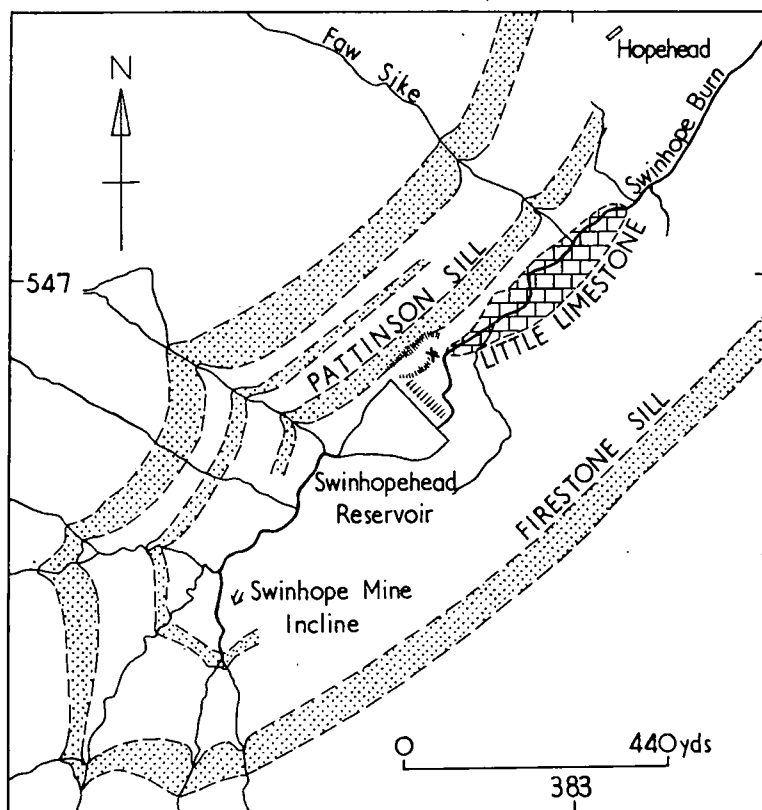 Faw Sike
Hopehead
N
Swinhope Burn
547
PATTINSON SILL
LITTLE LIMESTONE
FIRESTONE SILL
Swinhopehead
Reservoir
Swinhope Mine
Incline
0 440yds
383